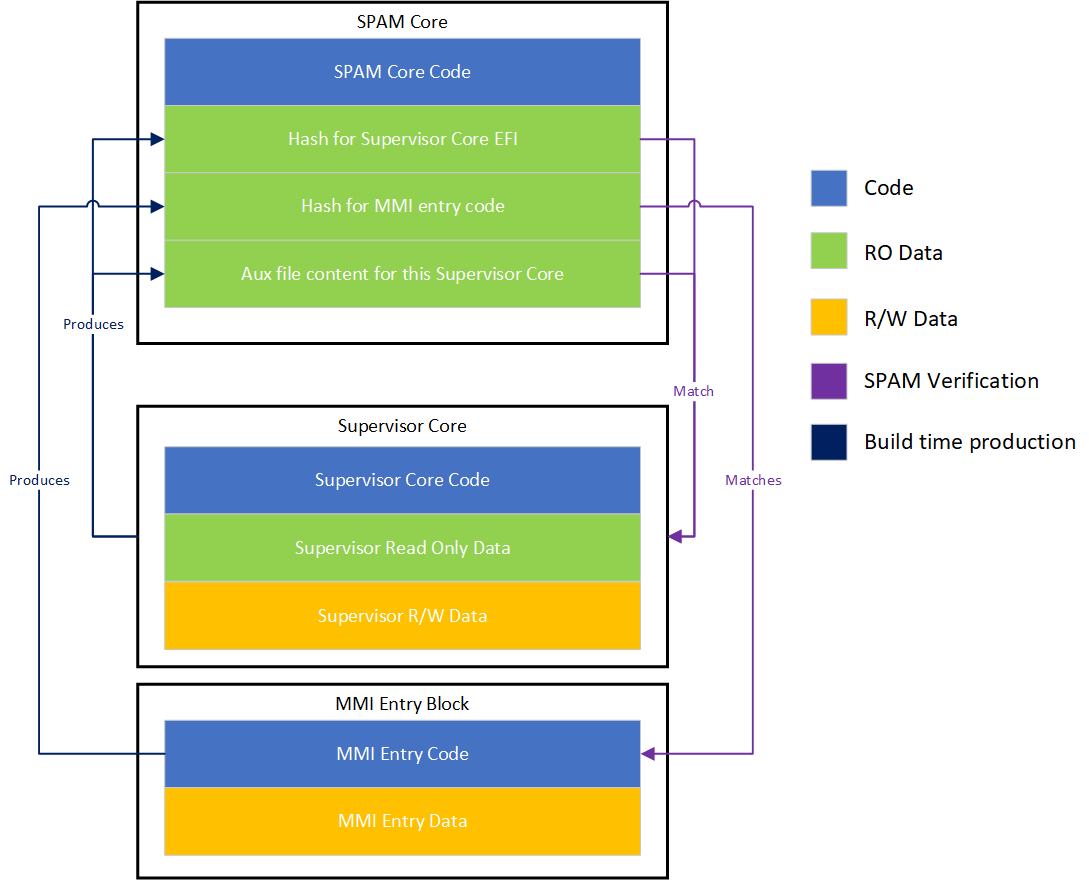 SPAM Core
SPAM Core Code
Hash for Supervisor Core EFI
Hash for MMI entry code
Aux file content for this Supervisor Core
Produces
Match
Supervisor Core
Supervisor Core Code
Produces
Matches
Supervisor Read Only Data
Supervisor R/W Data
MMI Entry Block
MMI Entry Code
MMI Entry Data
Code
RO Data
R/W Data
SPAM Verification
Build time production